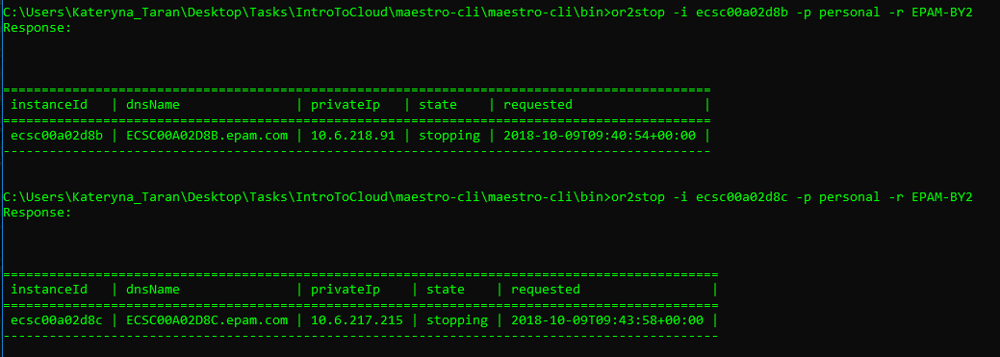 C:\Users\Kateryna_Taran\Desktop\Tasks\IntroToCloud\maestro-cli\maestro-cli\bin>or2stop -i ecsc00a02d8b -p personal -r EPAM-BY2
Response:
============================================================================================
 instanceId   | dnsName               | privateIp   | state    | requested                 |
============================================================================================
 ecsc00a02d8b | ECSC00A02D8B.epam.com | 10.6.218.91 | stopping | 2018-10-09T09:40:54+00:00 |
--------------------------------------------------------------------------------------------
C:\Users\Kateryna_Taran\Desktop\Tasks\IntroToCloud\maestro-cli\maestro-cli\bin>or2stop -i ecsc00a02d8c -p personal -r EPAM-BY2
Response:
=============================================================================================
 instanceId   | dnsName               | privateIp    | state    | requested                 |
=============================================================================================
 ecsc00a02d8c | ECSC00A02D8C.epam.com | 10.6.217.215 | stopping | 2018-10-09T09:43:58+00:00 |
---------------------------------------------------------------------------------------------